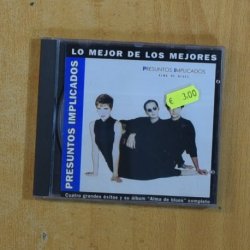 LO MEJOR DE LOS MEJORES
PRESUNTOS IMPLICADOS
PRESUNTOS IMPLICADOS
ALMA DE BLUES
€ 3.00
Cuatro grandes éxitos y su álbum "Alma de blues" completo